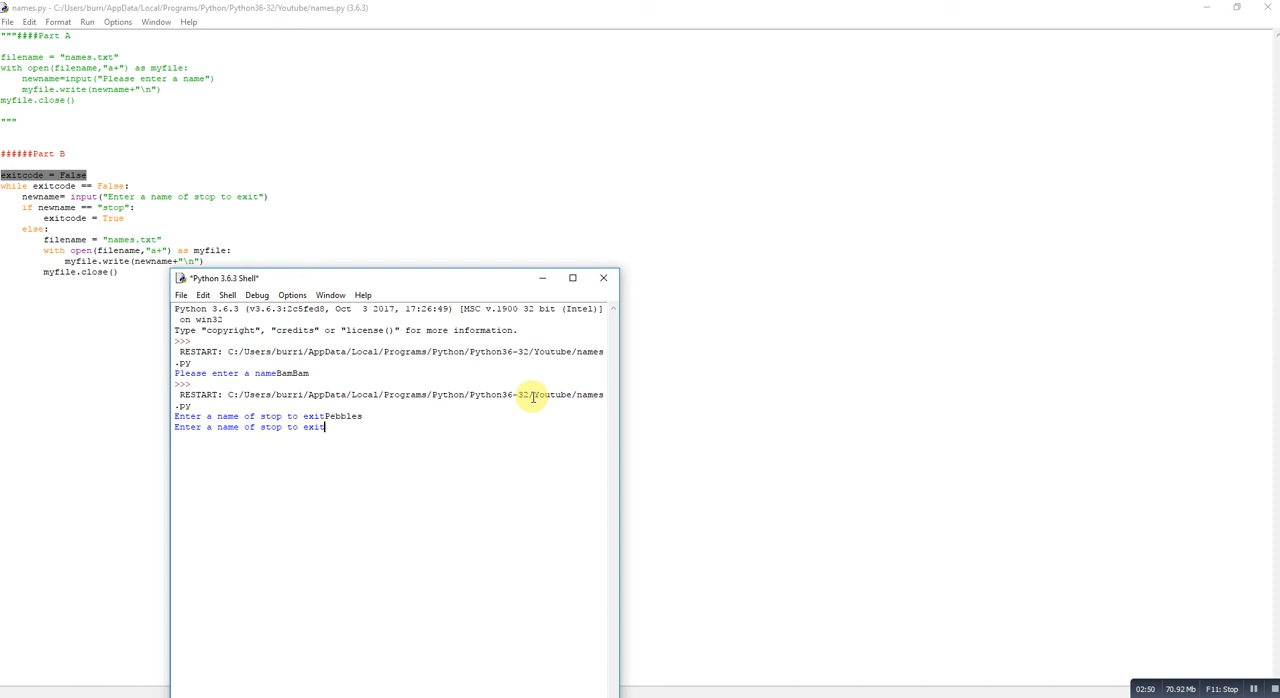 names.py - C:/Users/burri/AppData/Local/Programs/Python/Python36-32/Youtube/names.py (3.6.3)
File Edit Format Run Options Window Help
"""####Part A
filename = "names.txt"
with open(filename,"a+") as myfile:
    newname=input("Please enter a name")
    myfile.write(newname+"\n")
myfile.close()
"""
######Part B
exitcode = False
while exitcode == False:
    newname= input("Enter a name of stop to exit")
    if newname == "stop":
        exitcode = True
    else:
        filename = "names.txt"
        with open(filename,"a+") as myfile:
            myfile.write(newname+"\n")
        myfile.close()
*Python 3.6.3 Shell*
File Edit Shell Debug Options Window Help
Python 3.6.3 (v3.6.3:2c5fed8, Oct  3 2017, 17:26:49) [MSC v.1900 32 bit (Intel)]
 on win32
Type "copyright", "credits" or "license()" for more information.
>>>
 RESTART: C:/Users/burri/AppData/Local/Programs/Python/Python36-32/Youtube/names
.py
Please enter a nameBamBam
>>>
 RESTART: C:/Users/burri/AppData/Local/Programs/Python/Python36-32/Youtube/names
.py
Enter a name of stop to exitPebbles
Enter a name of stop to exit
02:50 70.92 Mb F11: Stop